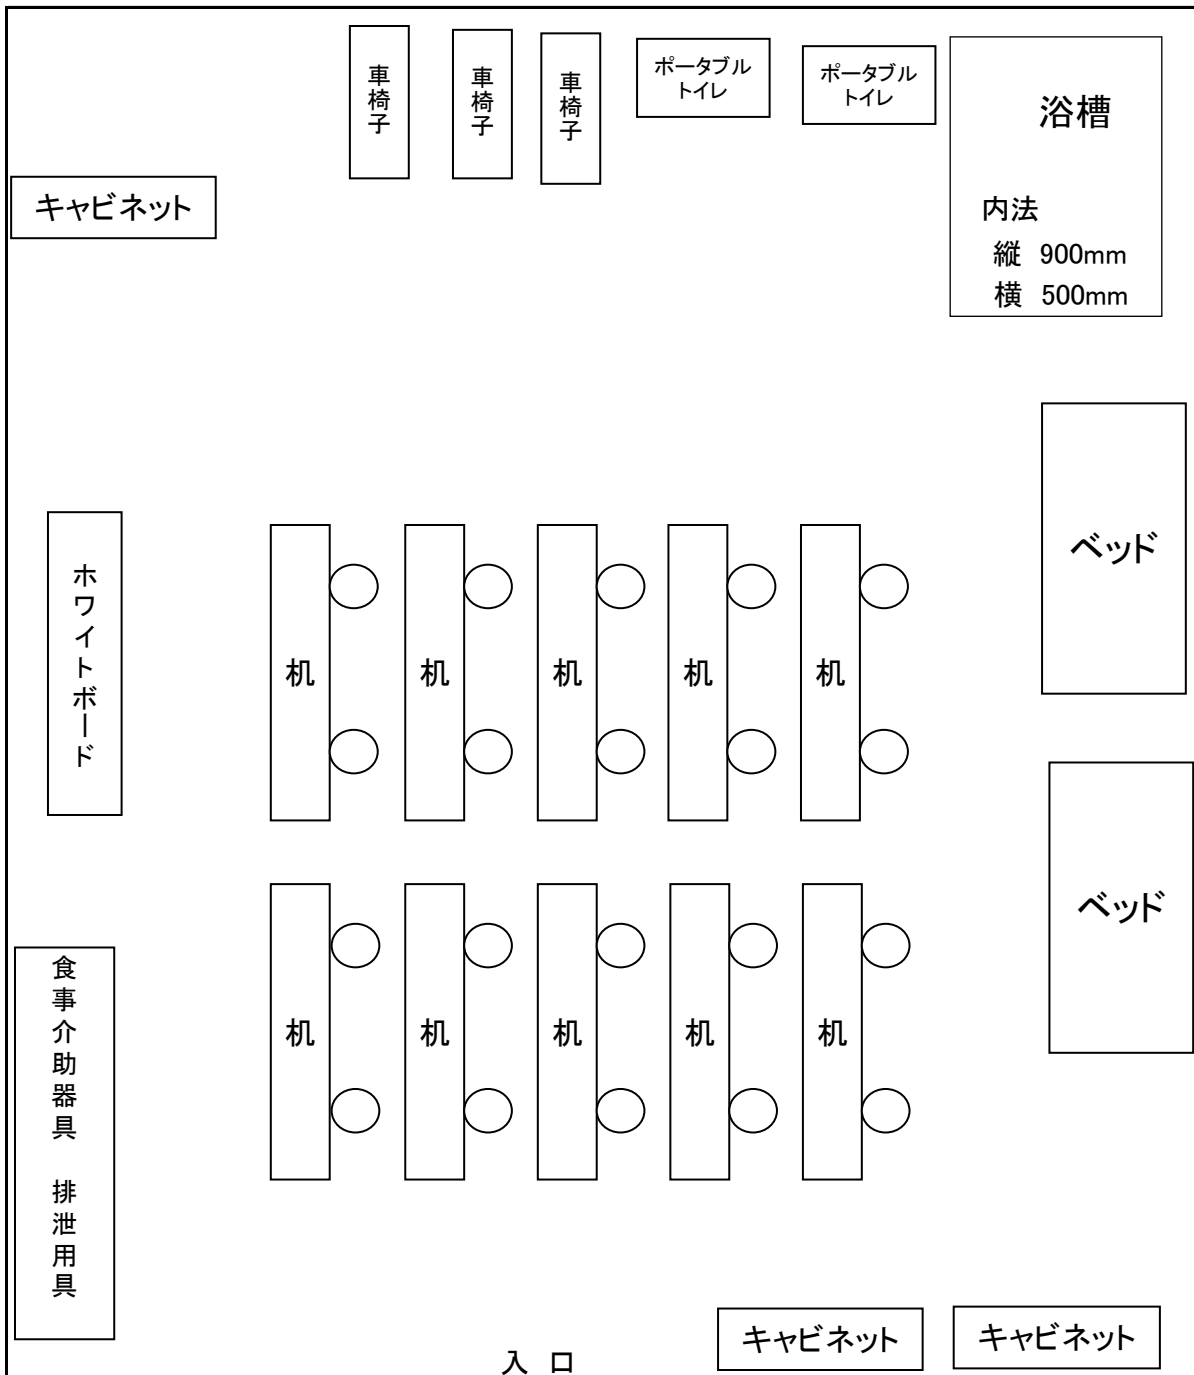 車椅子
車椅子
車椅子
ポータブル
トイレ
ポータブル
トイレ
浴槽
内法
縦 900mm
横 500mm
キャビネット
ベッド
ホワイトボード
机
机
机
机
机
ベッド
食事介助器具 排泄用具
机
机
机
机
机
キャビネット
キャビネット
入 口